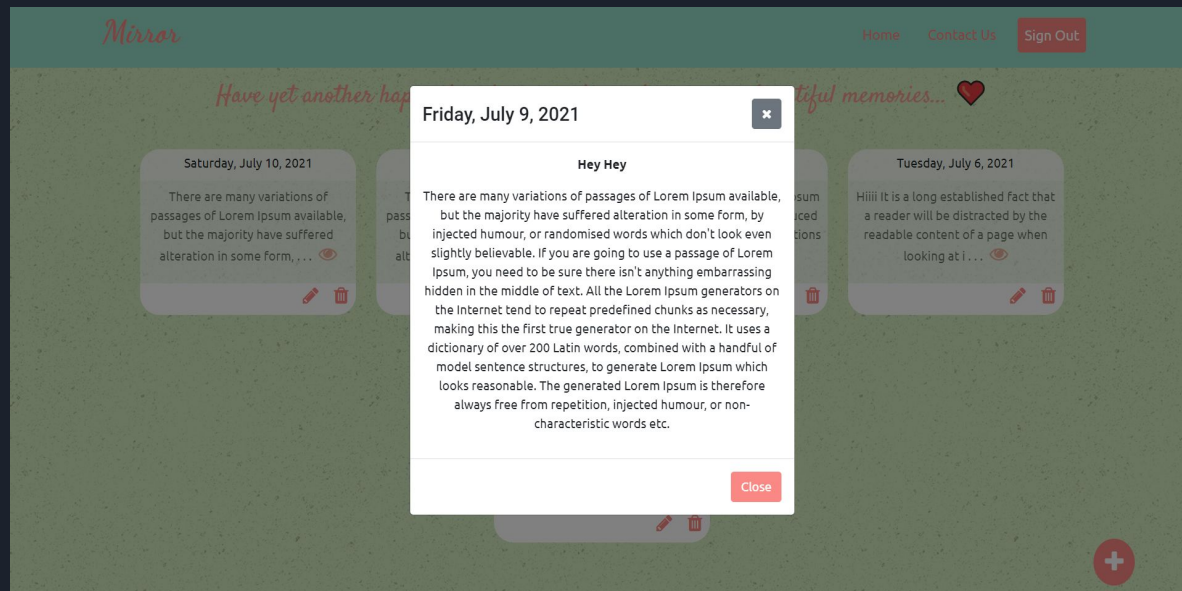 Mirror
Home
Contact Us
Sign Out
Have yet another
tiful memories...
Friday, July 9, 2021
Hey Hey
There are many variations of passages of Lorem Ipsum available,
but the majority have suffered alteration in some form, by
injected humour, or randomised words which don't look even
slightly believable. If you are going to use a passage of Lorem
Ipsum, you need to be sure there isn't anything embarrassing
hidden in the middle of text. All the Lorem Ipsum generators on
the Internet tend to repeat predefined chunks as necessary,
making this the first true generator on the Internet. It uses a
dictionary of over 200 Latin words, combined with a handful of
model sentence structures, to generate Lorem Ipsum which
looks reasonable. The generated Lorem Ipsum is therefore
always free from repetition, injected humour, or non-
characteristic words etc.
Close
Saturday, July 10, 2021
There are many variations of
passages of Lorem Ipsum available,
but the majority have suffered
alteration in some form, . . .
Tuesday, July 6, 2021
Hiiii It is a long established fact that
a reader will be distracted by the
readable content of a page when
looking at i . . .